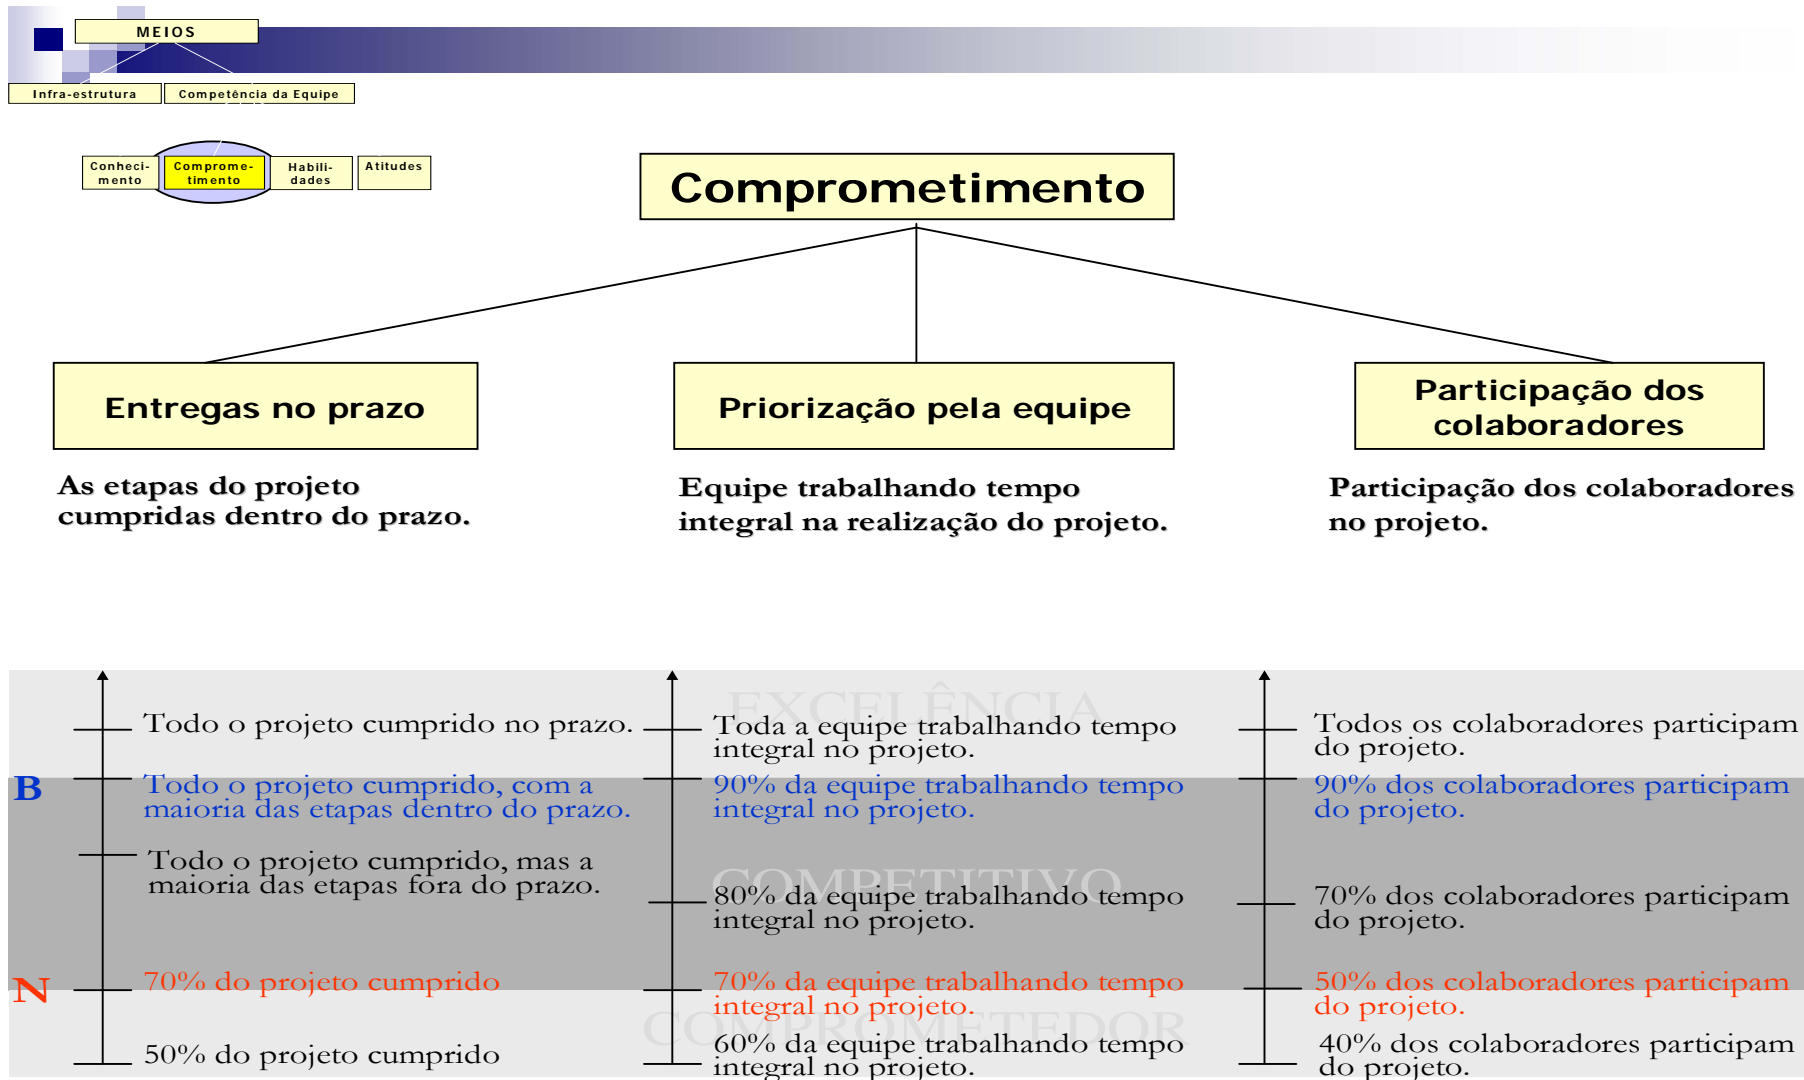 MEIOS
Infra-estrutura
Competência da Equipe
Conheci-
mento
Comprome-
timento
Habili-
dades
Atitudes
Comprometimento
Entregas no prazo
Priorização pela equipe
Participação dos
colaboradores
As etapas do projeto
cumpridas dentro do prazo.
Equipe trabalhando tempo
integral na realização do projeto.
Participação dos colaboradores
no projeto.
EXCELÊNCIA
COMPETITIVO
COMPROMETEDOR
B
N
Todo o projeto cumprido no prazo.
Todo o projeto cumprido, com a
maioria das etapas dentro do prazo.
Todo o projeto cumprido, mas a
maioria das etapas fora do prazo.
70% do projeto cumprido
50% do projeto cumprido
Toda a equipe trabalhando tempo
integral no projeto.
90% da equipe trabalhando tempo
integral no projeto.
80% da equipe trabalhando tempo
integral no projeto.
70% da equipe trabalhando tempo
integral no projeto.
60% da equipe trabalhando tempo
integral no projeto.
Todos os colaboradores participam
do projeto.
90% dos colaboradores participam
do projeto.
70% dos colaboradores participam
do projeto.
50% dos colaboradores participam
do projeto.
40% dos colaboradores participam
do projeto.